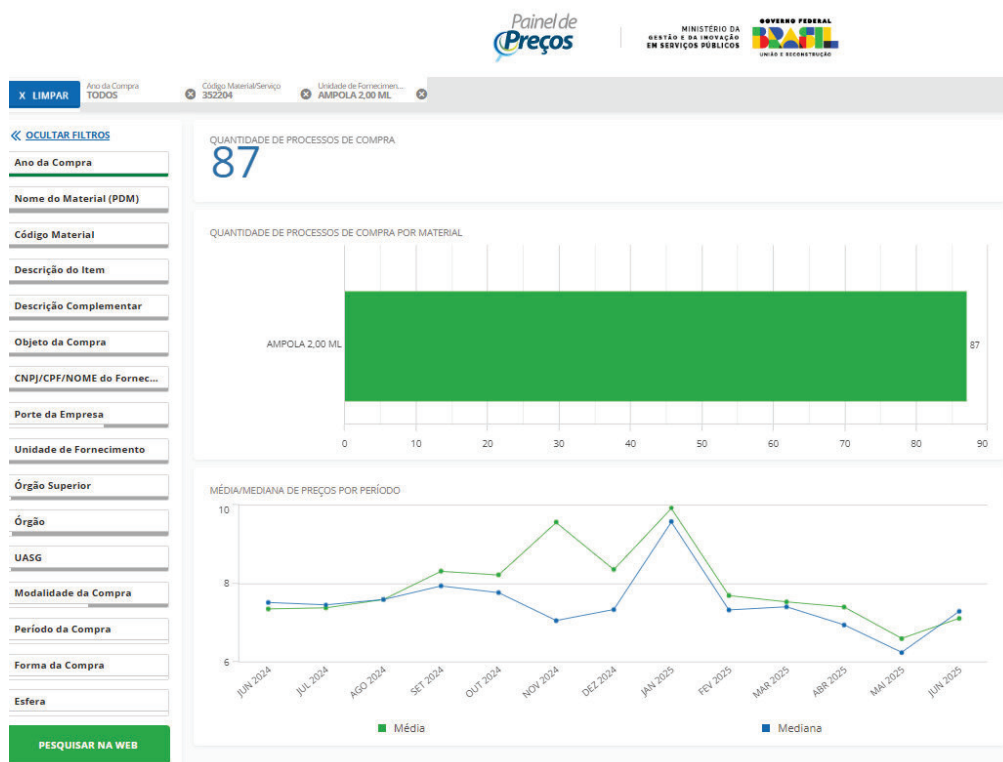 Painel de
Preços
MINISTÉRIO DA
GESTÃO E DA INOVAÇÃO
EM SERVIÇOS PÚBLICOS
GOVERNO FEDERAL
BRASIL
UNIÃO E RECONSTRUÇÃO
X LIMPAR
Ano da Compra
TODOS
Código Material/Serviço
352204
Unidade de Fornecimen...
AMPOLA 2,00 ML
OCULTAR FILTROS
Ano da Compra
Nome do Material (PDM)
Código Material
Descrição do Item
Descrição Complementar
Objeto da Compra
CNPJ/CPF/NOME do Fornec...
Porte da Empresa
Unidade de Fornecimento
Órgão Superior
Órgão
UASG
Modalidade da Compra
Período da Compra
Forma da Compra
Esfera
PESQUISAR NA WEB
QUANTIDADE DE PROCESSOS DE COMPRA
87
QUANTIDADE DE PROCESSOS DE COMPRA POR MATERIAL
AMPOLA 2,00 ML
87
0 10 20 30 40 50 60 70 80 90
MÉDIA/MEDIANA DE PREÇOS POR PERÍODO
10
8
6
JUN 2024 JUL 2024 AGO 2024 SET 2024 OUT 2024 NOV 2024 DEZ 2024 JAN 2025 FEV 2025 MAR 2025 ABR 2025 MAI 2025 JUN 2025
Média Mediana